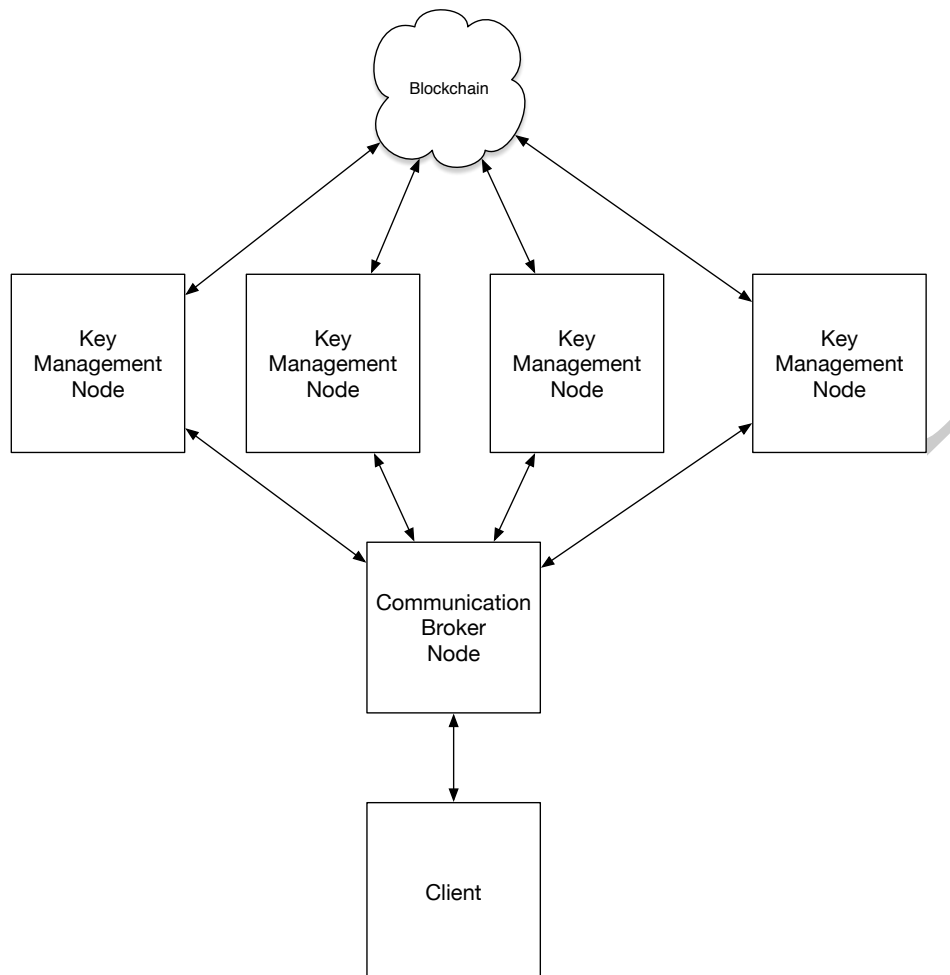 Blockchain
Key
Management
Node
Key
Management
Node
Key
Management
Node
Key
Management
Node
Communication
Broker
Node
Client